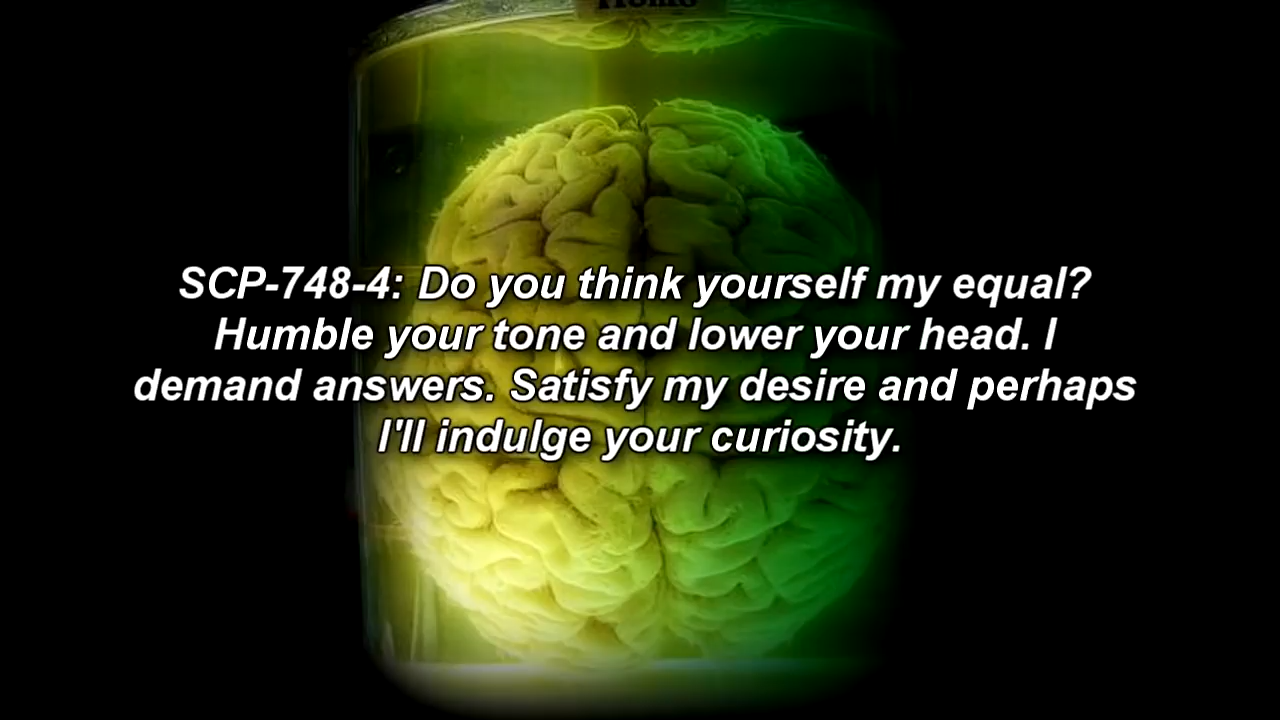 SCP-748-4: Do you think yourself my equal?
Humble your tone and lower your head. I
demand answers. Satisfy my desire and perhaps
I'll indulge your curiosity.